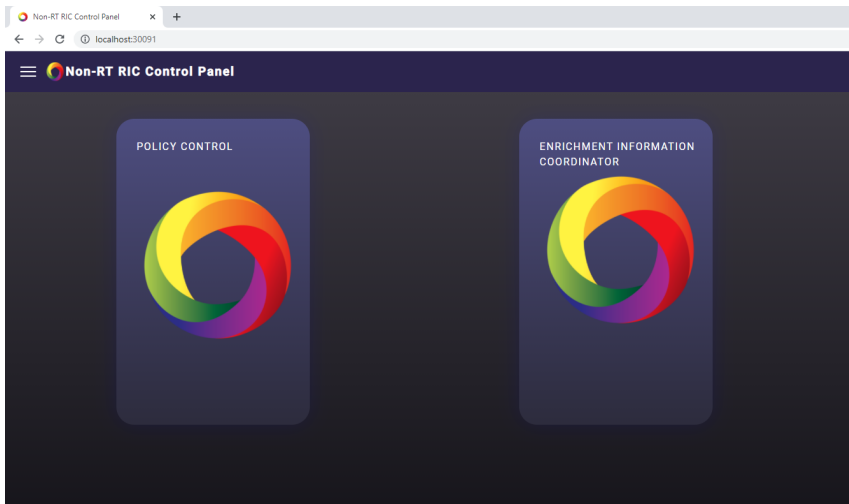 Non-RT RIC Control Panel
localhost:30091
Non-RT RIC Control Panel
POLICY CONTROL
ENRICHMENT INFORMATION
COORDINATOR